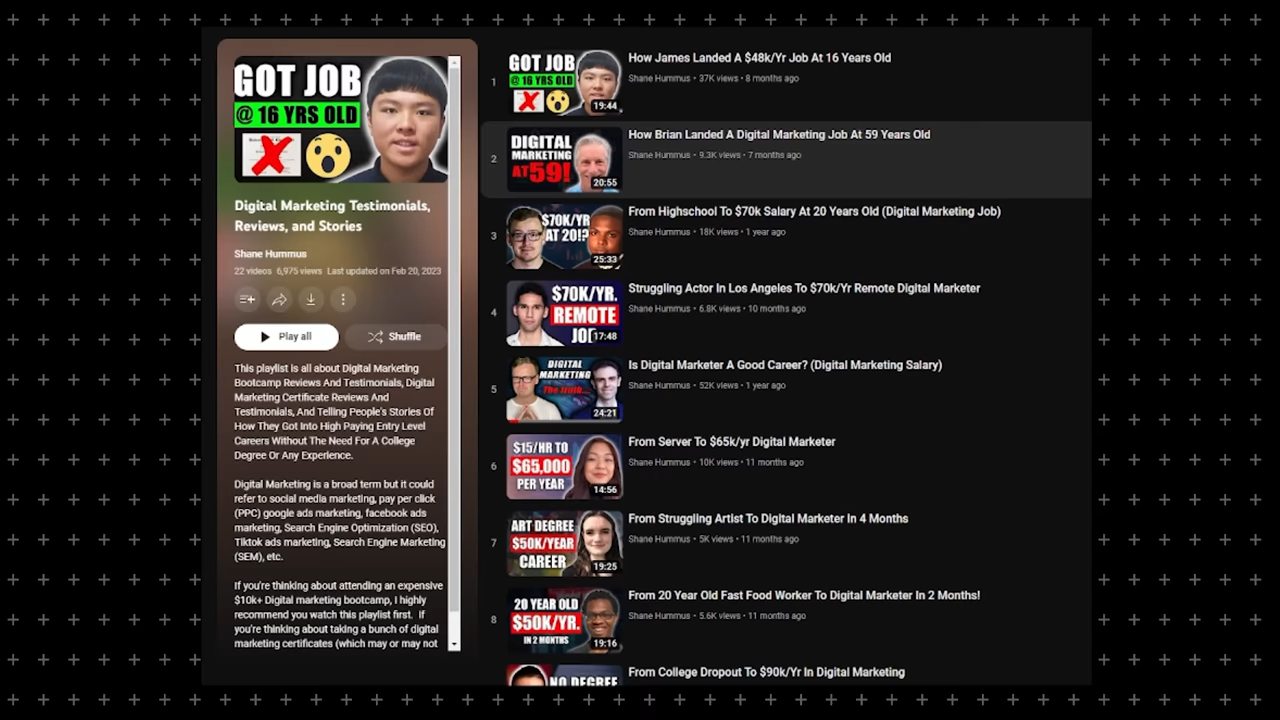 GOT JOB
@ 16 YRS OLD
Digital Marketing Testimonials,
Reviews, and Stories
Shane Hummus
22 videos 6,975 views Last updated on Feb 20, 2023
Play all
Shuffle
This playlist is all about Digital Marketing
Bootcamp Reviews And Testimonials, Digital
Marketing Certificate Reviews And
Testimonials, And Telling People's Stories Of
How They Got Into High Paying Entry Level
Careers Without The Need For A College
Degree Or Any Experience.
Digital Marketing is a broad term but it could
refer to social media marketing, pay per click
(PPC) google ads marketing, facebook ads
marketing, Search Engine Optimization (SEO),
Tiktok ads marketing, Search Engine Marketing
(SEM), etc.
If you're thinking about attending an expensive
$10k+ Digital marketing bootcamp, I highly
recommend you watch this playlist first. If
you're thinking about taking a bunch of digital
marketing certificates (which may or may not
1
GOT JOB
@ 16 YRS OLD
19:44
How James Landed A $48k/Yr Job At 16 Years Old
Shane Hummus • 37K views • 8 months ago
2
DIGITAL
MARKETING
AT 59!
20:55
How Brian Landed A Digital Marketing Job At 59 Years Old
Shane Hummus • 9.3K views • 7 months ago
3
$70K/YR
AT 20!?
25:33
From Highschool To $70k Salary At 20 Years Old (Digital Marketing Job)
Shane Hummus • 18K views • 1 year ago
4
$70K/YR.
REMOTE
JO
17:48
Struggling Actor In Los Angeles To $70k/Yr Remote Digital Marketer
Shane Hummus • 6.8K views • 10 months ago
5
DIGITAL
MARKETING
The truth...
24:21
Is Digital Marketer A Good Career? (Digital Marketing Salary)
Shane Hummus • 52K views • 1 year ago
6
$15/HR TO
$65,000
PER YEAR
14:56
From Server To $65k/yr Digital Marketer
Shane Hummus • 10K views • 11 months ago
7
ART DEGREE
$50K/YEAR
CAREER
19:25
From Struggling Artist To Digital Marketer In 4 Months
Shane Hummus • 5K views • 11 months ago
8
20 YEAR OLD
$50K/YR.
IN 2 MONTHS
19:16
From 20 Year Old Fast Food Worker To Digital Marketer In 2 Months!
Shane Hummus • 5.6K views • 11 months ago
NO DEGREE
From College Dropout To $90k/Yr In Digital Marketing